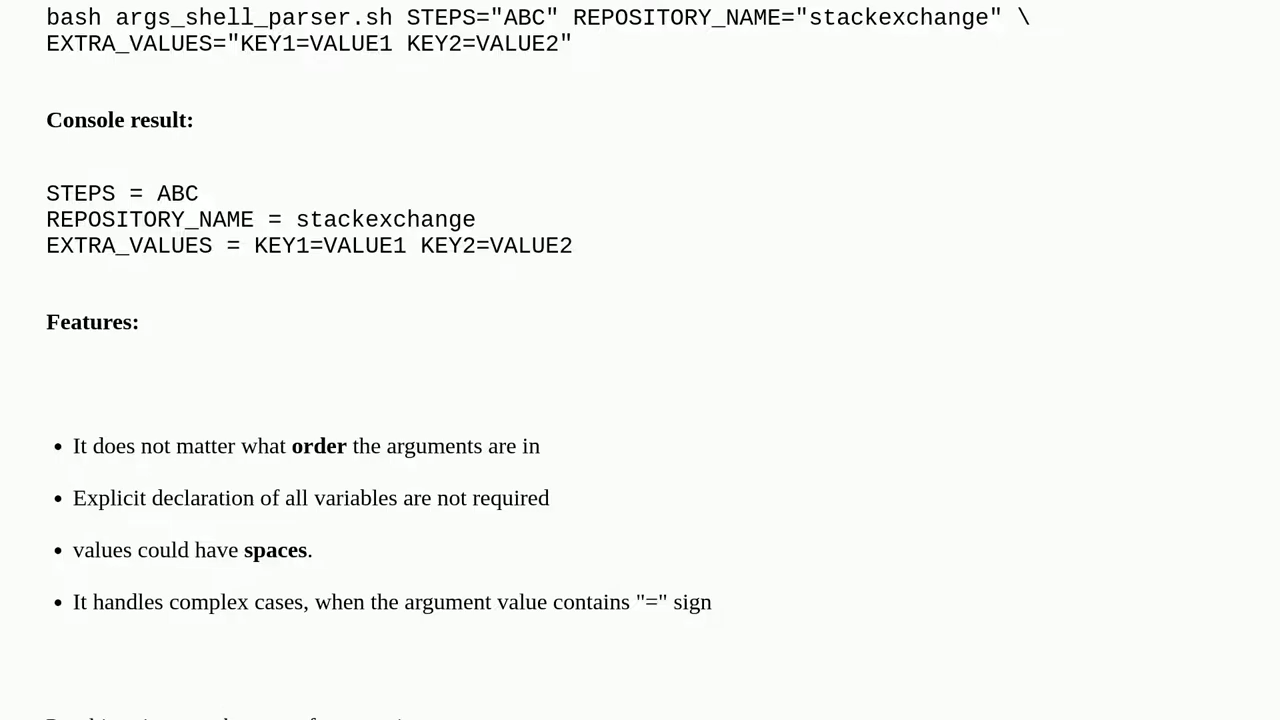 bash args_shell_parser.sh STEPS="ABC" REPOSITORY_NAME="stackexchange" \
EXTRA_VALUES="KEY1=VALUE1 KEY2=VALUE2"
Console result:
STEPS = ABC
REPOSITORY_NAME = stackexchange
EXTRA_VALUES = KEY1=VALUE1 KEY2=VALUE2
Features:
• It does not matter what order the arguments are in
• Explicit declaration of all variables are not required
• values could have spaces.
• It handles complex cases, when the argument value contains "=" sign